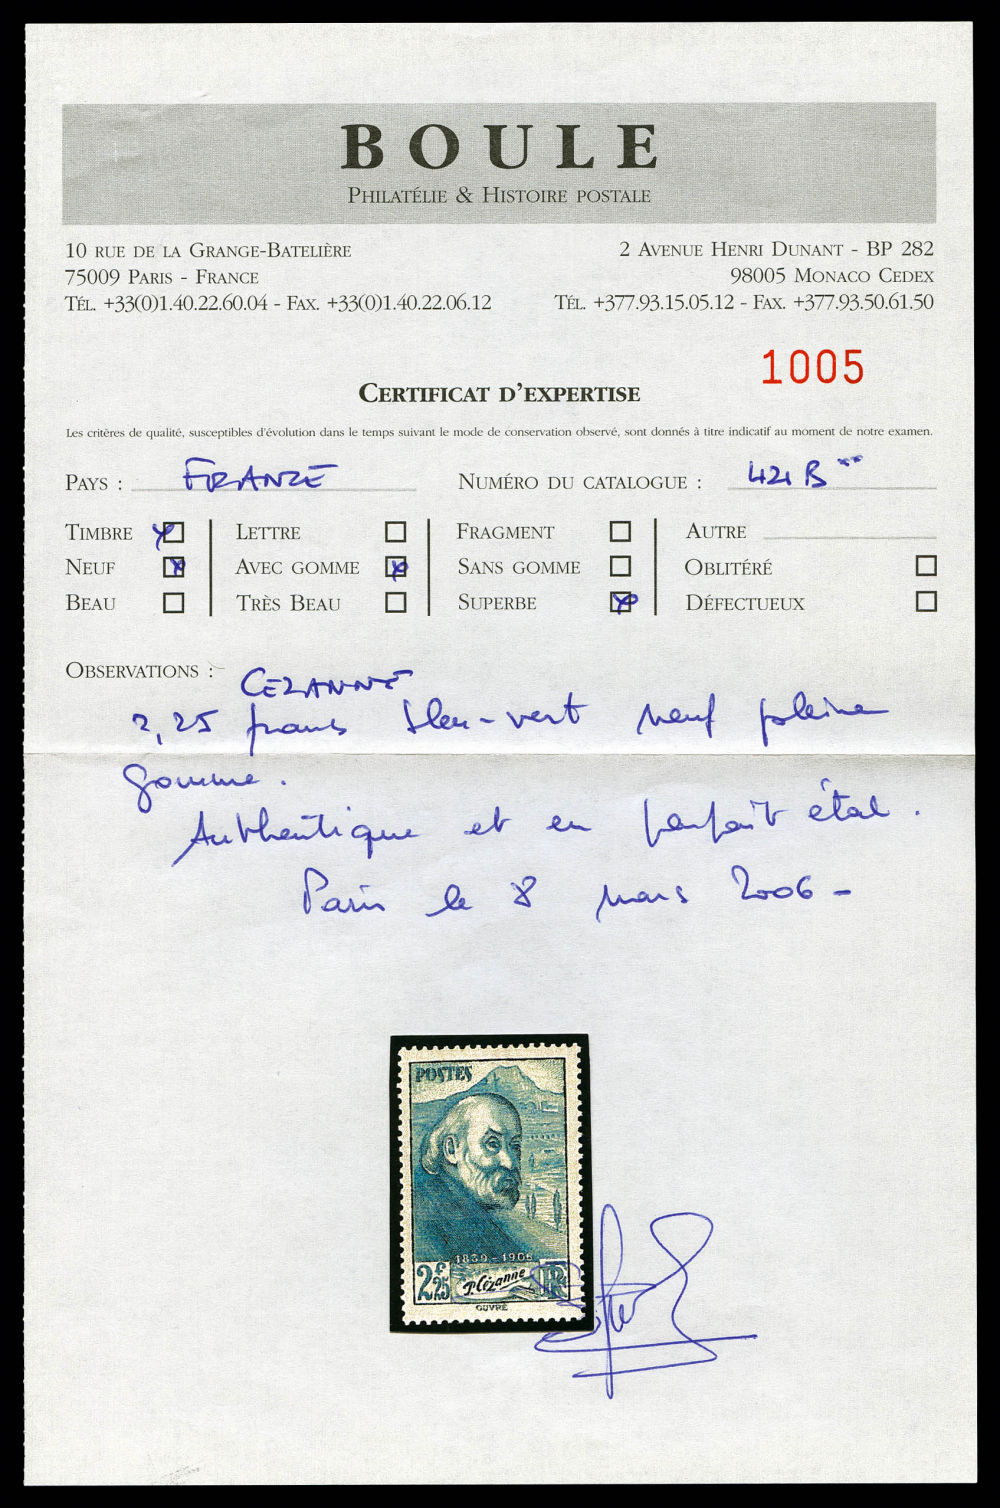 BOULE
PHILATÉLIE & HISTOIRE POSTALE
10 RUE DE LA GRANGE-BATELIÈRE
75009 PARIS - FRANCE
TÉL. +33(0)1.40.22.60.04 - FAX. +33(0)1.40.22.06.12
2 AVENUE HENRI DUNANT - BP 282
98005 MONACO CEDEX
TÉL. +377.93.15.05.12 - FAX. +377.93.50.61.50
1005
CERTIFICAT D'EXPERTISE
Les critères de qualité, susceptibles d'évolution dans le temps suivant le mode de conservation observé, sont donnés à titre indicatif au moment de notre examen.
PAYS : FRANCE NUMÉRO DU CATALOGUE : 421 B **
TIMBRE LETTRE FRAGMENT AUTRE
NEUF AVEC GOMME SANS GOMME OBLITÉRÉ
BEAU TRÈS BEAU SUPERBE DÉFECTUEUX
OBSERVATIONS : CEZANNE
2,25 francs bleu-vert neuf pleine
gomme.
Authentique et en parfait état.
Paris le 8 mars 2006 -
POSTES
1839-1906
2F25 P. Cézanne RF
OUVRÉ